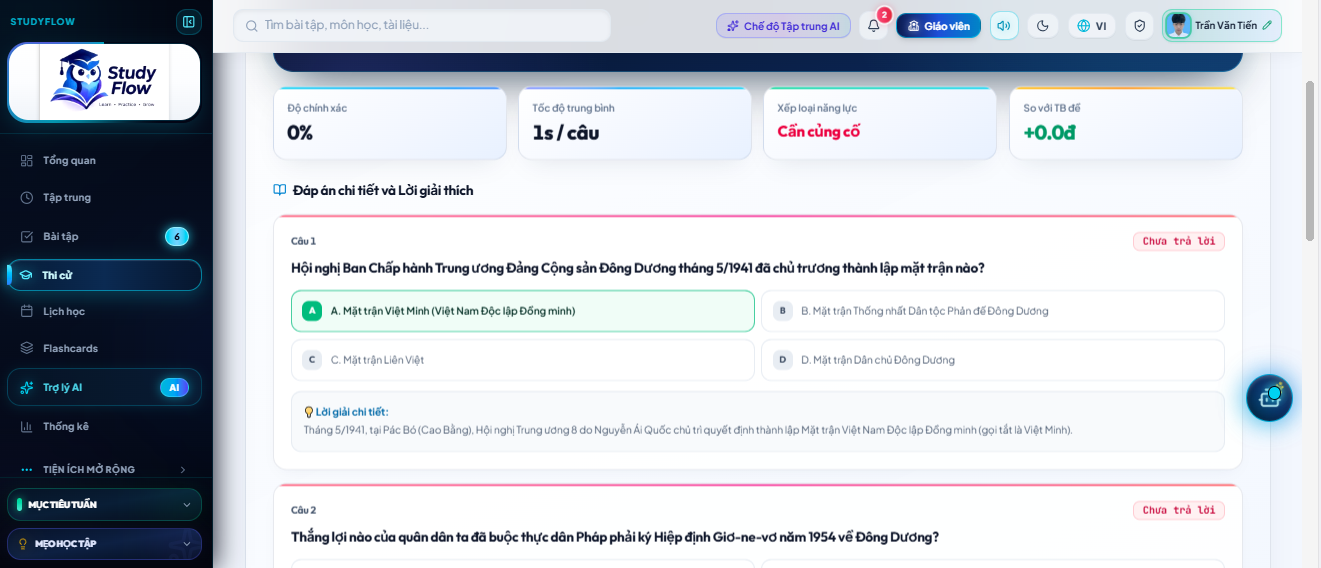 STUDYFLOW
Study
Flow
Learn • Practice • Grow
Tổng quan
Tập trung
Bài tập 6
Thi cử
Lịch học
Flashcards
Trợ lý AI AI
Thống kê
TIỆN ÍCH MỞ RỘNG
MỤC TIÊU TUẦN
MẸO HỌC TẬP
Tìm bài tập, môn học, tài liệu...
Chế độ Tập trung AI
2
Giáo viên
VI
Trần Văn Tiến
Độ chính xác
0%
Tốc độ trung bình
1s / câu
Xếp loại năng lực
Cần củng cố
So với TB đề
+0.0đ
Đáp án chi tiết và Lời giải thích
Câu 1
Chưa trả lời
Hội nghị Ban Chấp hành Trung ương Đảng Cộng sản Đông Dương tháng 5/1941 đã chủ trương thành lập mặt trận nào?
A A. Mặt trận Việt Minh (Việt Nam Độc lập Đồng minh)
B B. Mặt trận Thống nhất Dân tộc Phản đế Đông Dương
C C. Mặt trận Liên Việt
D D. Mặt trận Dân chủ Đông Dương
Lời giải chi tiết:
Tháng 5/1941, tại Pác Bó (Cao Bằng), Hội nghị Trung ương 8 do Nguyễn Ái Quốc chủ trì quyết định thành lập Mặt trận Việt Nam Độc lập Đồng minh (gọi tắt là Việt Minh).
Câu 2
Chưa trả lời
Thắng lợi nào của quân dân ta đã buộc thực dân Pháp phải ký Hiệp định Giơ-ne-vơ năm 1954 về Đông Dương?